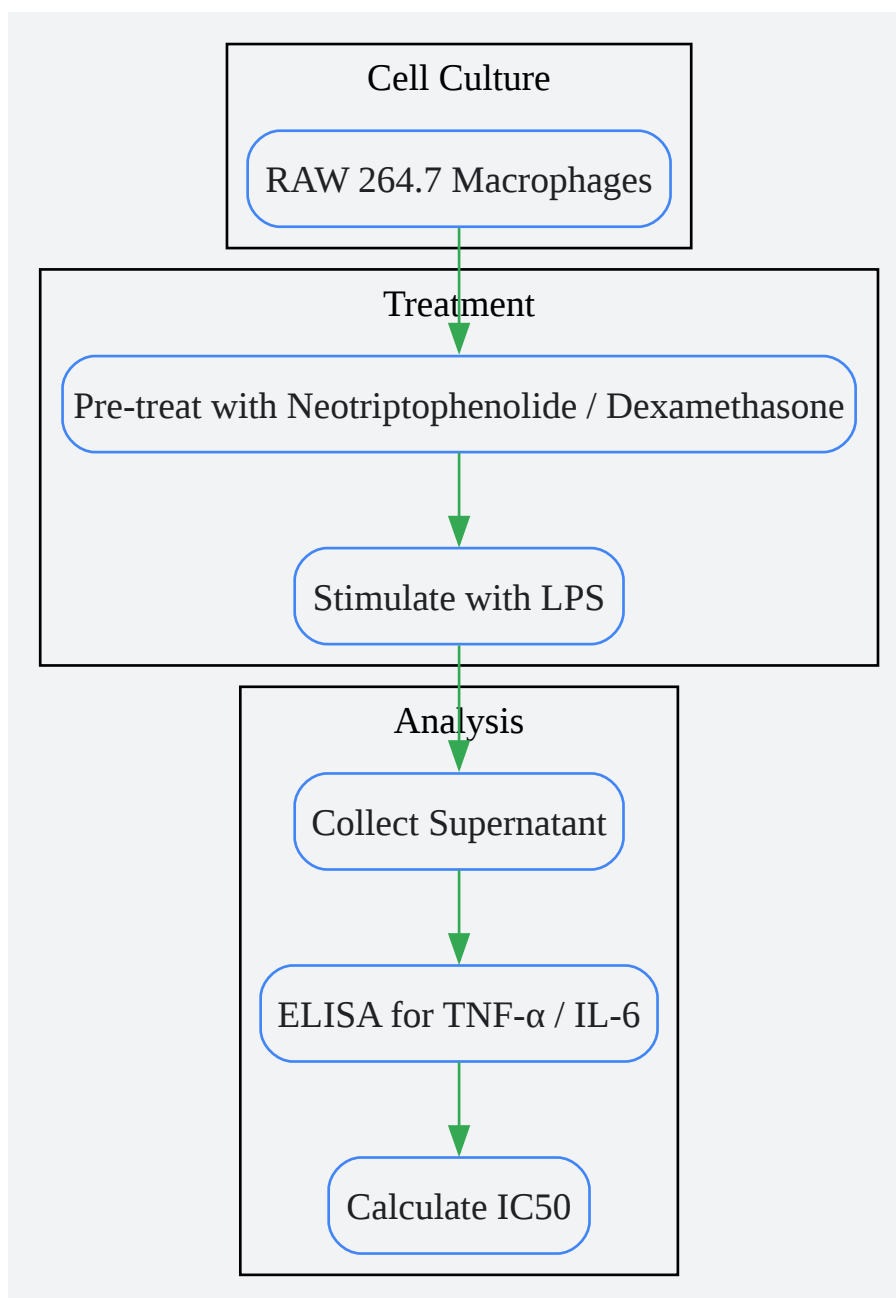 Cell Culture
RAW 264.7 Macrophages
Treatment
Pre-treat with Neotriptophenolide / Dexamethasone
Stimulate with LPS
Analysis
Collect Supernatant
ELISA for TNF-α / IL-6
Calculate IC50